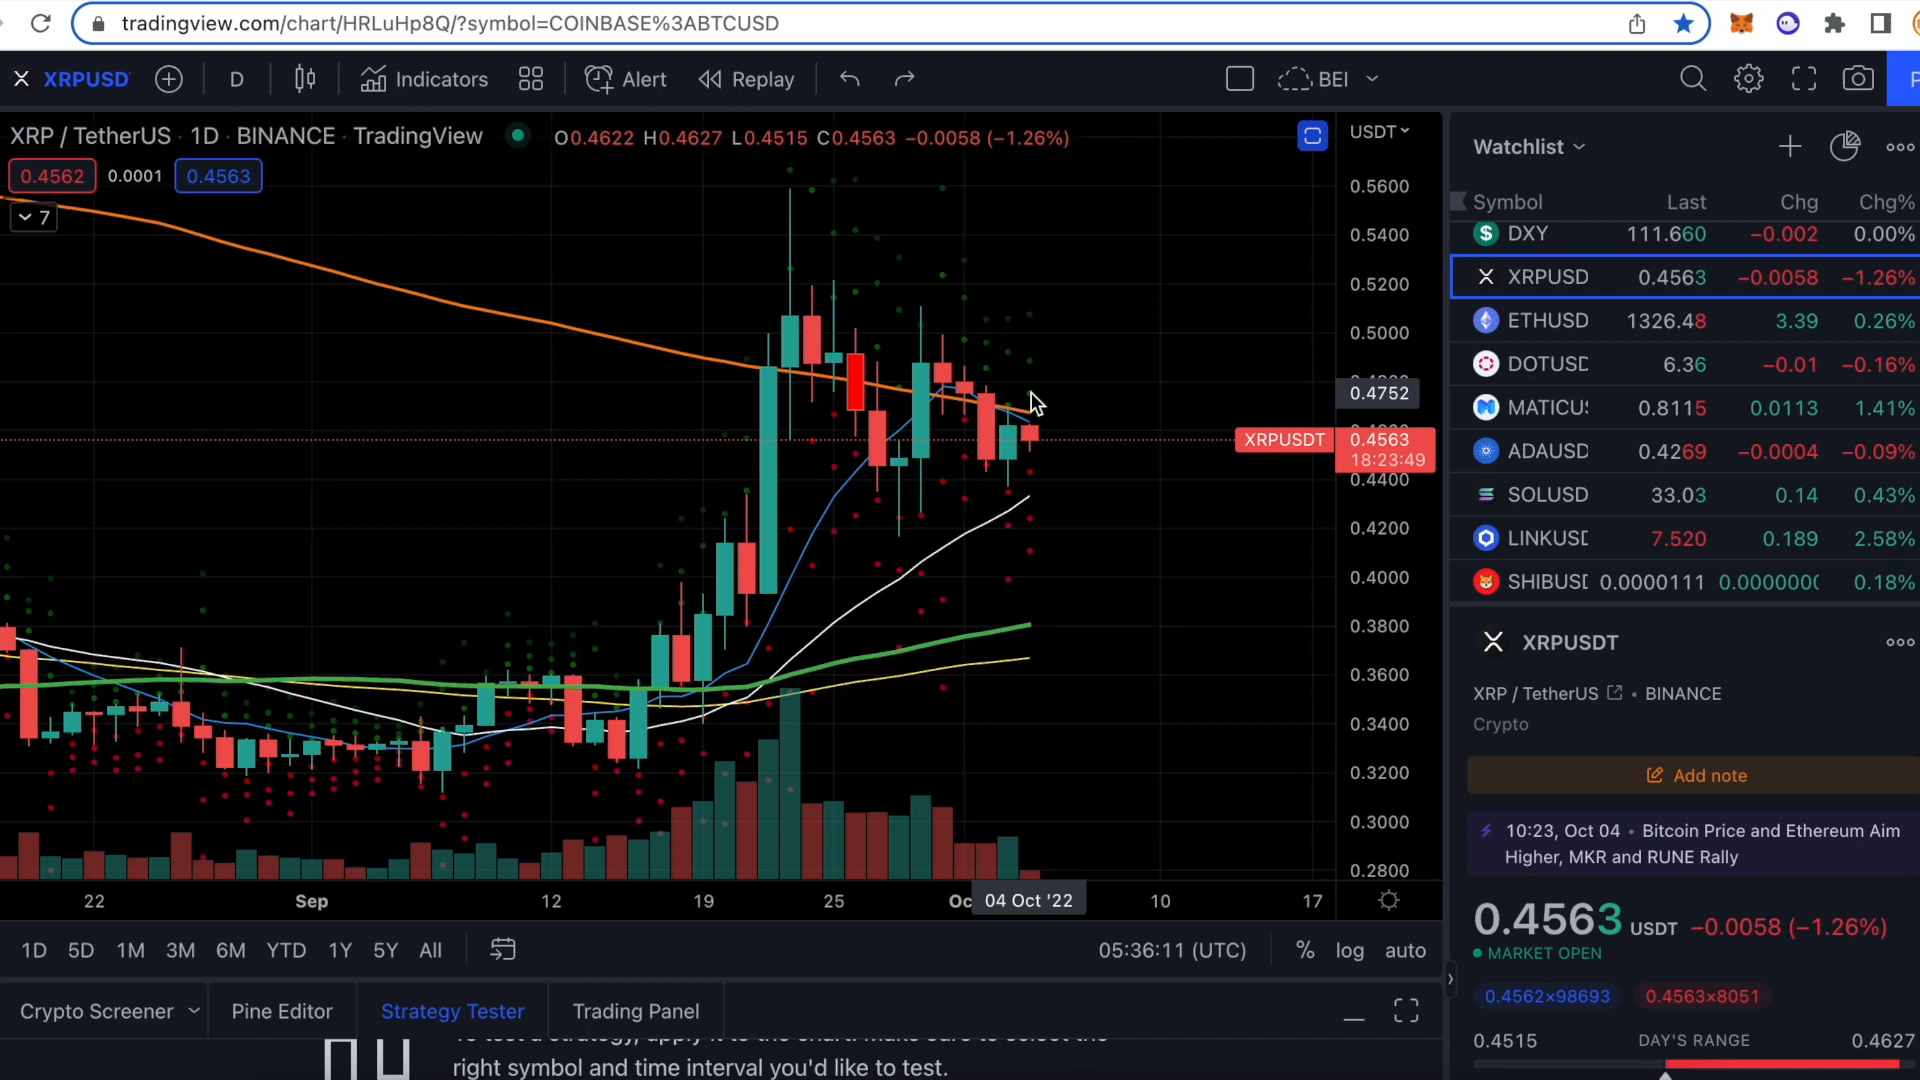 tradingview.com/chart/HRLuHp8Q/?symbol=COINBASE%3ABTCUSD
XRPUSD D Indicators Alert Replay BEI
XRP / TetherUS · 1D · BINANCE · TradingView O0.4622 H0.4627 L0.4515 C0.4563 −0.0058 (−1.26%) USDT
0.4562 0.0001 0.4563
7
0.5600
0.5400
0.5200
0.5000
0.4752
XRPUSDT 0.4563
18:23:49
0.4400
0.4200
0.4000
0.3800
0.3600
0.3400
0.3200
0.3000
0.2800
22 Sep 12 19 25 Oc 04 Oct '22 10 17
1D 5D 1M 3M 6M YTD 1Y 5Y All 05:36:11 (UTC) % log auto
Crypto Screener Pine Editor Strategy Tester Trading Panel
right symbol and time interval you'd like to test.
Watchlist
Symbol Last Chg Chg%
DXY 111.660 −0.002 0.00%
XRPUSD 0.4563 −0.0058 −1.26%
ETHUSD 1326.48 3.39 0.26%
DOTUSD 6.36 −0.01 −0.16%
MATICUS 0.8115 0.0113 1.41%
ADAUSD 0.4269 −0.0004 −0.09%
SOLUSD 33.03 0.14 0.43%
LINKUSD 7.520 0.189 2.58%
SHIBUSD 0.0000111 0.0000000 0.18%
XRPUSDT
XRP / TetherUS • BINANCE
Crypto
Add note
10:23, Oct 04 • Bitcoin Price and Ethereum Aim
Higher, MKR and RUNE Rally
0.4563 USDT −0.0058 (−1.26%)
MARKET OPEN
0.4562×98693 0.4563×8051
0.4515 DAY'S RANGE 0.4627